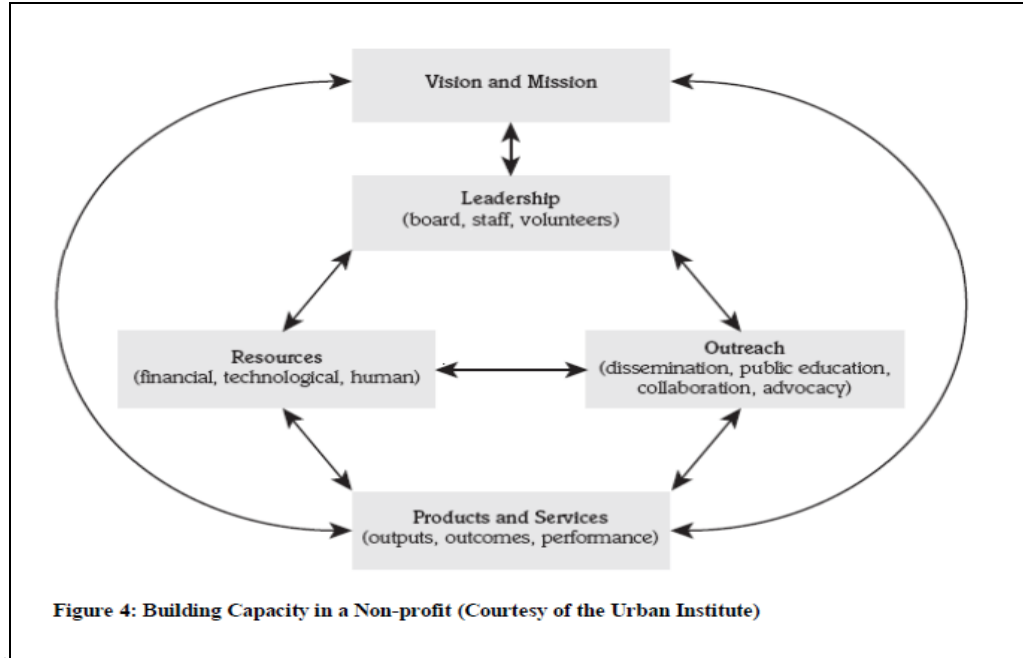 Vision and Mission
Leadership
(board, staff, volunteers)
Resources
(financial, technological, human)
Outreach
(dissemination, public education,
collaboration, advocacy)
Products and Services
(outputs, outcomes, performance)
Figure 4: Building Capacity in a Non-profit (Courtesy of the Urban Institute)